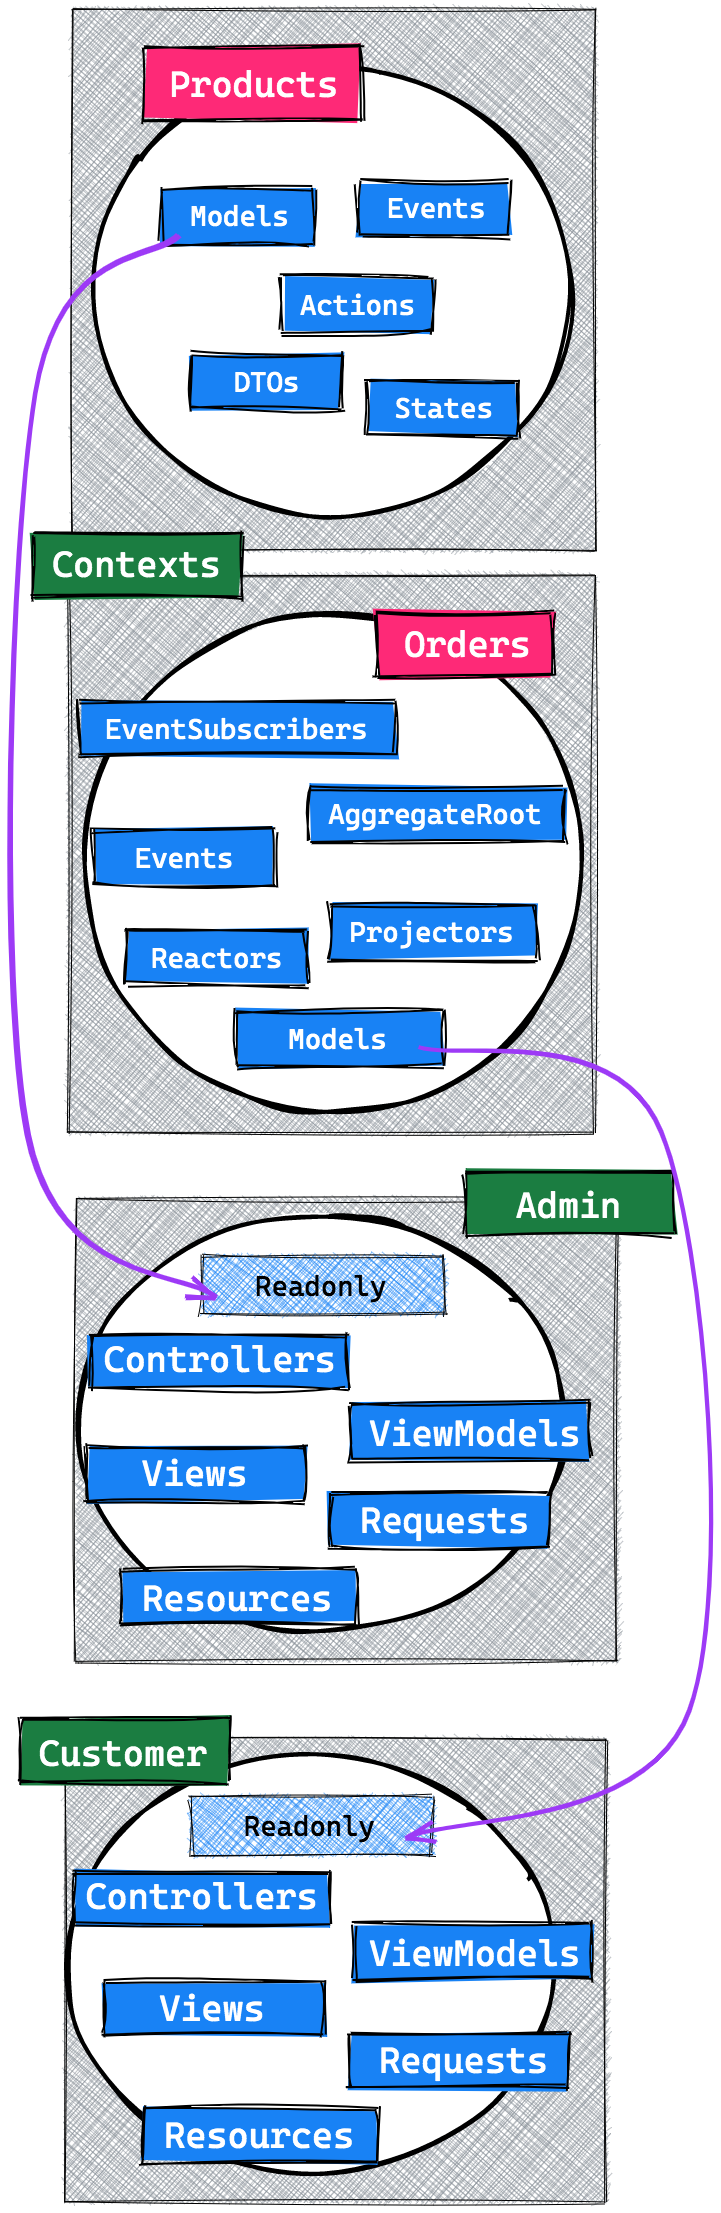 Products
Models
Events
Actions
DTOs
States
Contexts
Orders
EventSubscribers
AggregateRoot
Events
Projectors
Reactors
Models
Admin
Readonly
Controllers
ViewModels
Views
Requests
Resources
Customer
Readonly
Controllers
ViewModels
Views
Requests
Resources